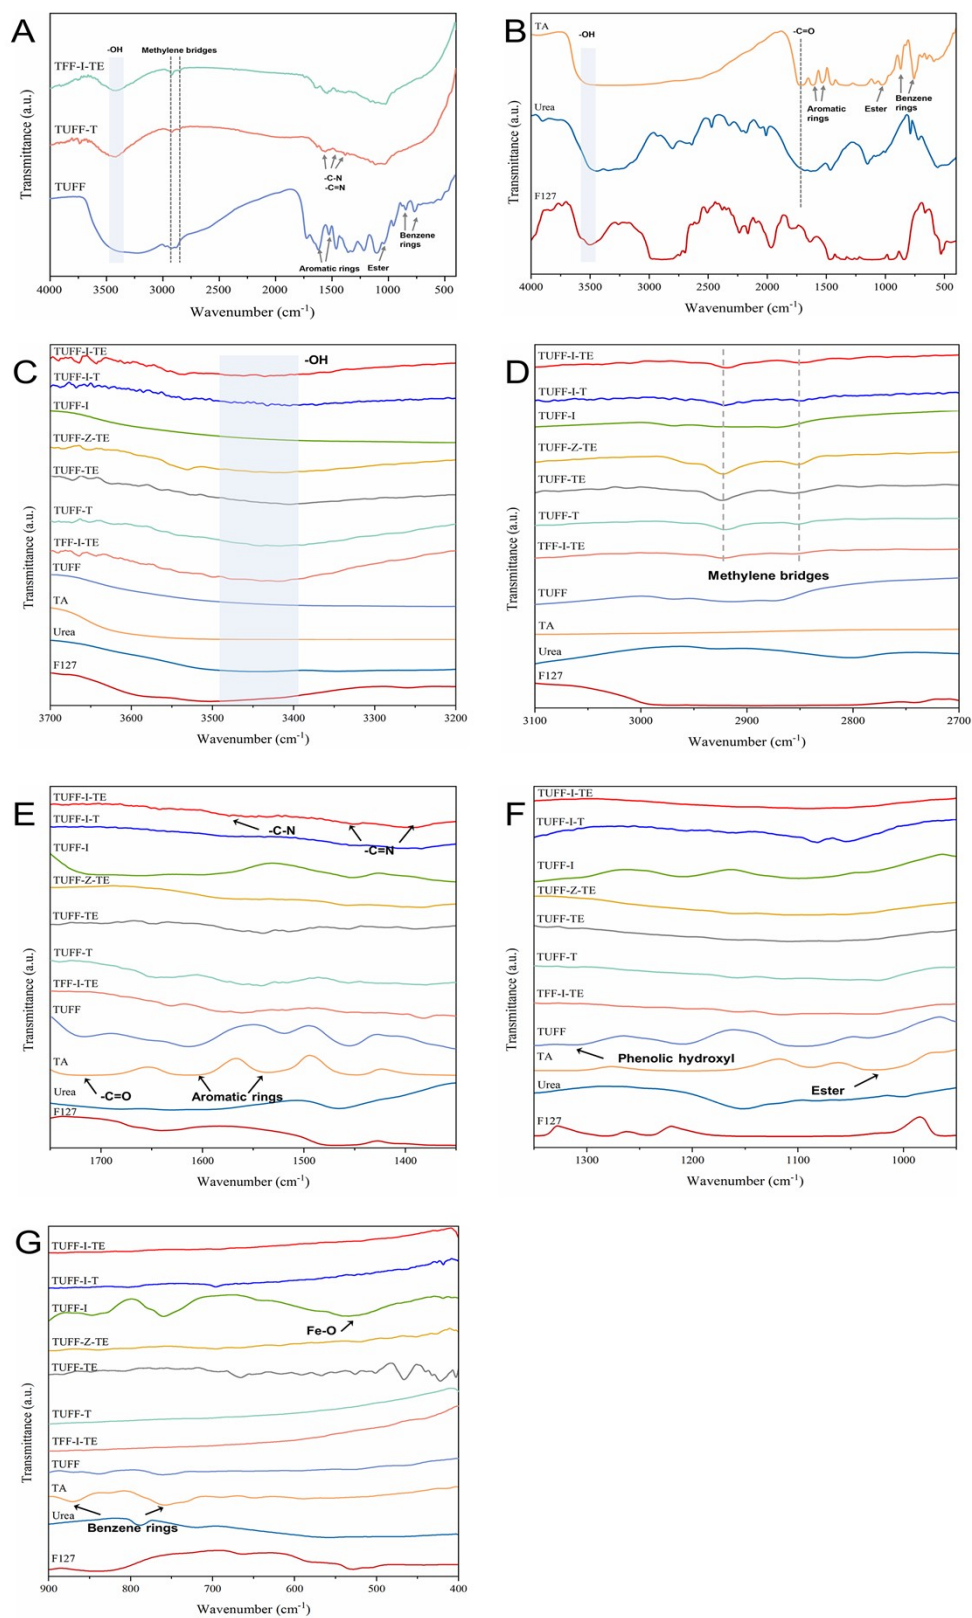 A
-OH
Methylene bridges
TFF-I-TE
TUFF-T
-C-N
-C=N
TUFF
Benzene
rings
Aromatic rings
Ester
Transmittance (a.u.)
4000 3500 3000 2500 2000 1500 1000 500
Wavenumber (cm-1)
B
TA
-OH
-C=O
Aromatic
rings
Ester
Benzene
rings
Urea
F127
Transmittance (a.u.)
4000 3500 3000 2500 2000 1500 1000 500
Wavenumber (cm-1)
C
TUFF-I-TE
-OH
TUFF-I-T
TUFF-I
TUFF-Z-TE
TUFF-TE
TUFF-T
TFF-I-TE
TUFF
TA
Urea
F127
Transmittance (a.u.)
3700 3600 3500 3400 3300 3200
Wavenumber (cm-1)
D
TUFF-I-TE
TUFF-I-T
TUFF-I
TUFF-Z-TE
TUFF-TE
TUFF-T
TFF-I-TE
Methylene bridges
TUFF
TA
Urea
F127
Transmittance (a.u.)
3100 3000 2900 2800 2700
Wavenumber (cm-1)
E
TUFF-I-TE
-C-N
TUFF-I-T
-C=N
TUFF-I
TUFF-Z-TE
TUFF-TE
TUFF-T
TFF-I-TE
TUFF
TA
-C=O
Aromatic rings
Urea
F127
Transmittance (a.u.)
1700 1600 1500 1400
Wavenumber (cm-1)
F
TUFF-I-TE
TUFF-I-T
TUFF-I
TUFF-Z-TE
TUFF-TE
TUFF-T
TFF-I-TE
TUFF
Phenolic hydroxyl
TA
Ester
Urea
F127
Transmittance (a.u.)
1300 1200 1100 1000
Wavenumber (cm-1)
G
TUFF-I-TE
TUFF-I-T
TUFF-I
Fe-O
TUFF-Z-TE
TUFF-TE
TUFF-T
TFF-I-TE
TUFF
TA
Urea
Benzene rings
F127
Transmittance (a.u.)
900 800 700 600 500 400
Wavenumber (cm-1)